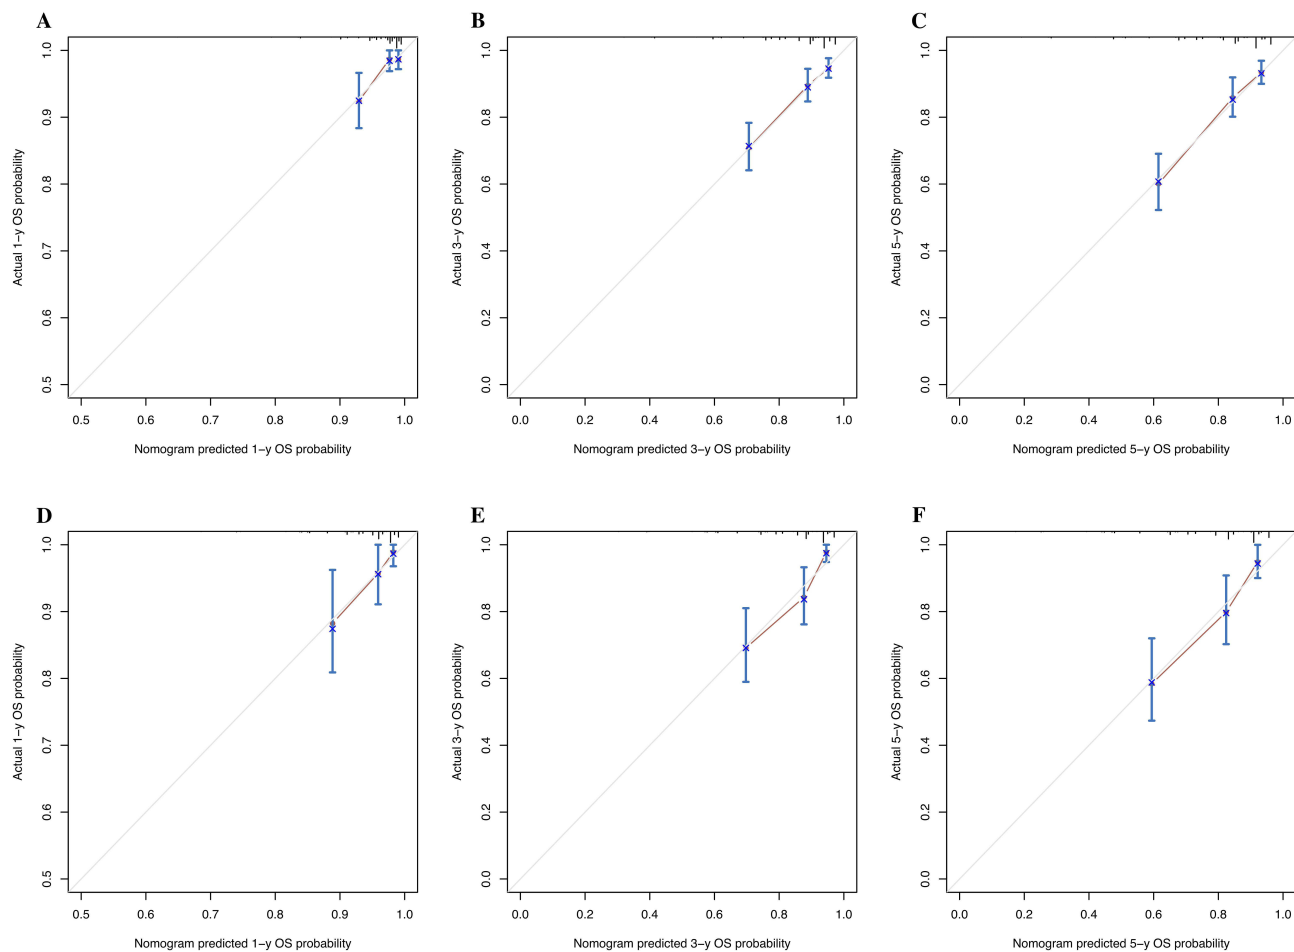 A
B
C
1.0
0.9
0.8
0.7
0.6
0.5
Actual 1−y OS probability
0.5 0.6 0.7 0.8 0.9 1.0
Nomogram predicted 1−y OS probability
1.0
0.8
0.6
0.4
0.2
0.0
Actual 3−y OS probability
0.0 0.2 0.4 0.6 0.8 1.0
Nomogram predicted 3−y OS probability
1.0
0.8
0.6
0.4
0.2
0.0
Actual 5−y OS probability
0.0 0.2 0.4 0.6 0.8 1.0
Nomogram predicted 5−y OS probability
D
E
F
1.0
0.9
0.8
0.7
0.6
0.5
Actual 1−y OS probability
0.5 0.6 0.7 0.8 0.9 1.0
Nomogram predicted 1−y OS probability
1.0
0.8
0.6
0.4
0.2
0.0
Actual 3−y OS probability
0.0 0.2 0.4 0.6 0.8 1.0
Nomogram predicted 3−y OS probability
1.0
0.8
0.6
0.4
0.2
0.0
Actual 5−y OS probability
0.0 0.2 0.4 0.6 0.8 1.0
Nomogram predicted 5−y OS probability